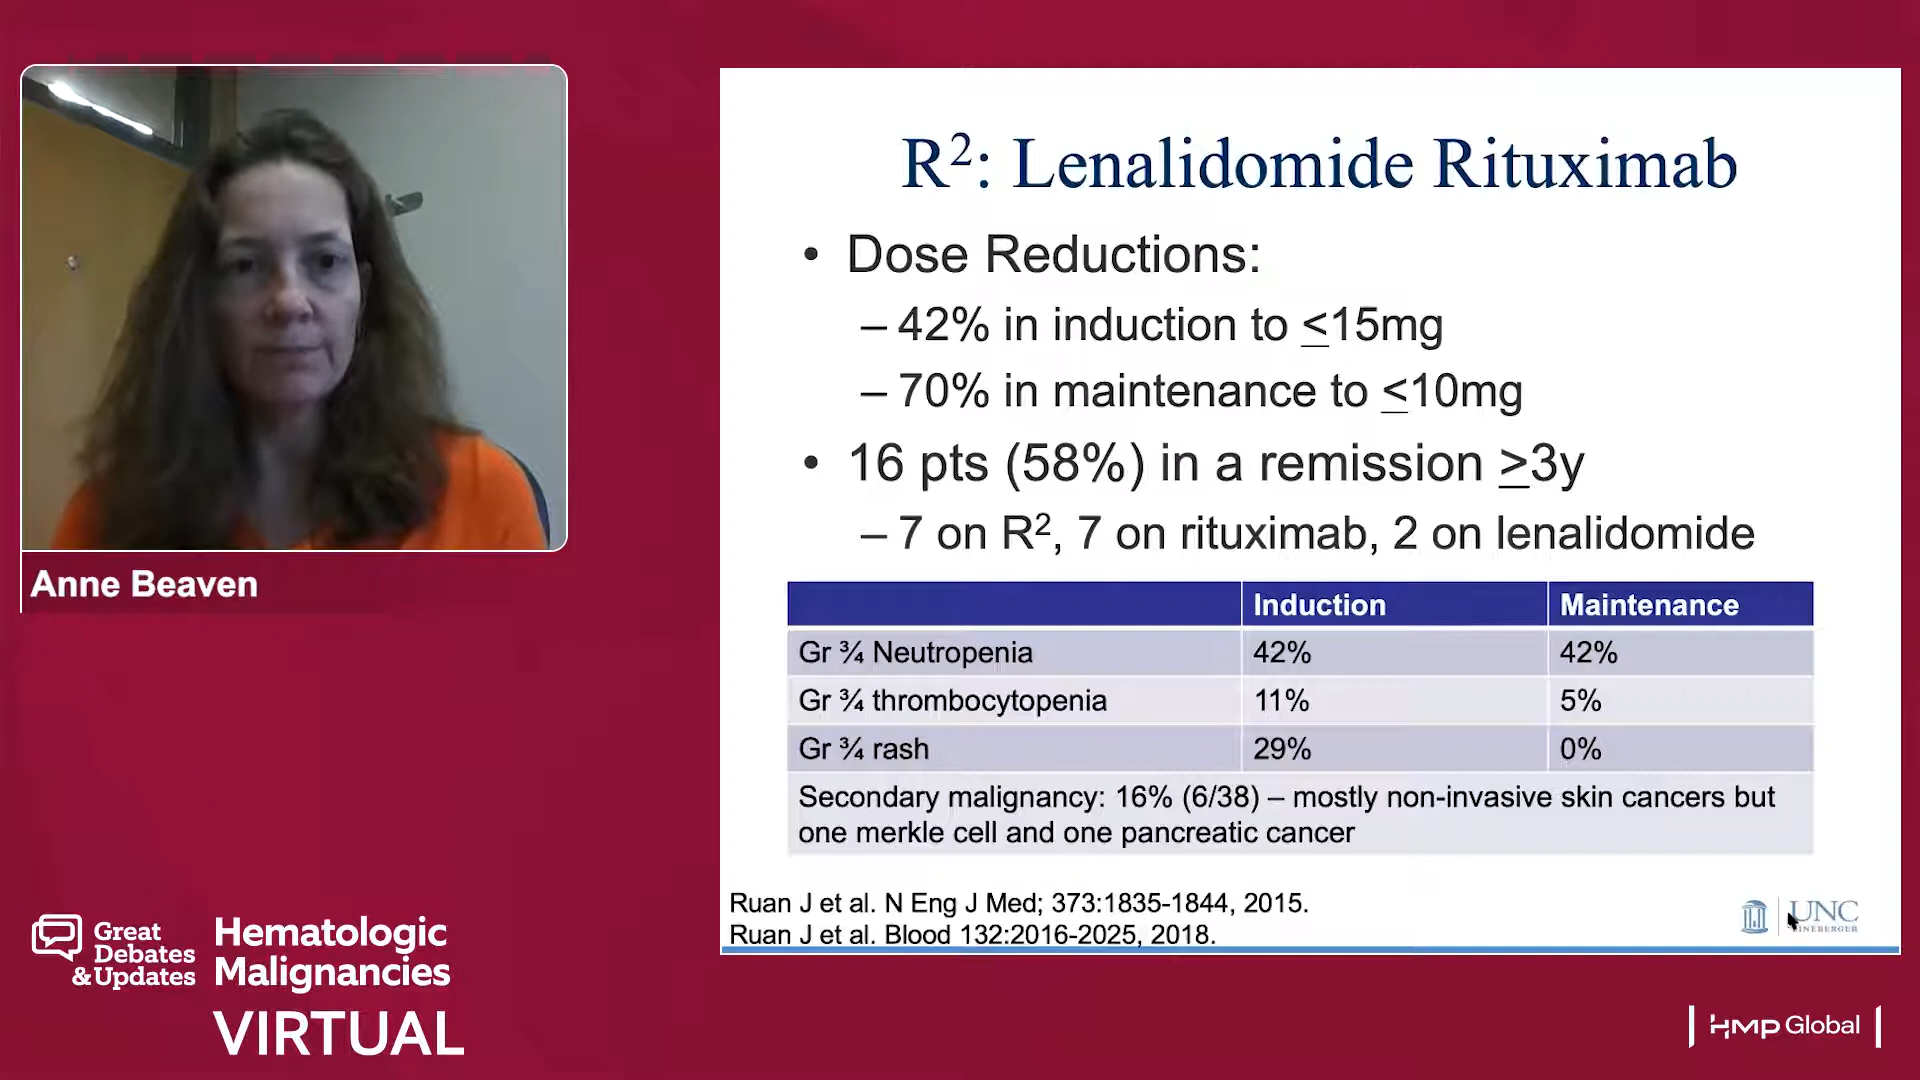 Anne Beaven
R²: Lenalidomide Rituximab
• Dose Reductions:
– 42% in induction to ≤15mg
– 70% in maintenance to ≤10mg
• 16 pts (58%) in a remission ≥3y
– 7 on R², 7 on rituximab, 2 on lenalidomide
Induction Maintenance
Gr ¾ Neutropenia 42% 42%
Gr ¾ thrombocytopenia 11% 5%
Gr ¾ rash 29% 0%
Secondary malignancy: 16% (6/38) – mostly non-invasive skin cancers but
one merkle cell and one pancreatic cancer
Ruan J et al. N Eng J Med; 373:1835-1844, 2015.
Ruan J et al. Blood 132:2016-2025, 2018.
UNC
Great
Debates
&Updates
Hematologic
Malignancies
VIRTUAL
HMP Global